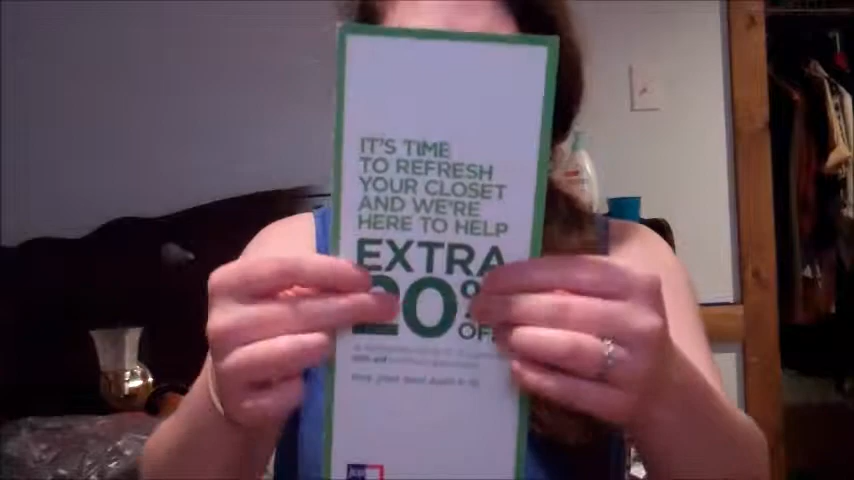 IT'S TIME
TO REFRESH
YOUR CLOSET
AND WE'RE
HERE TO HELP
EXTRA
20%
OFF